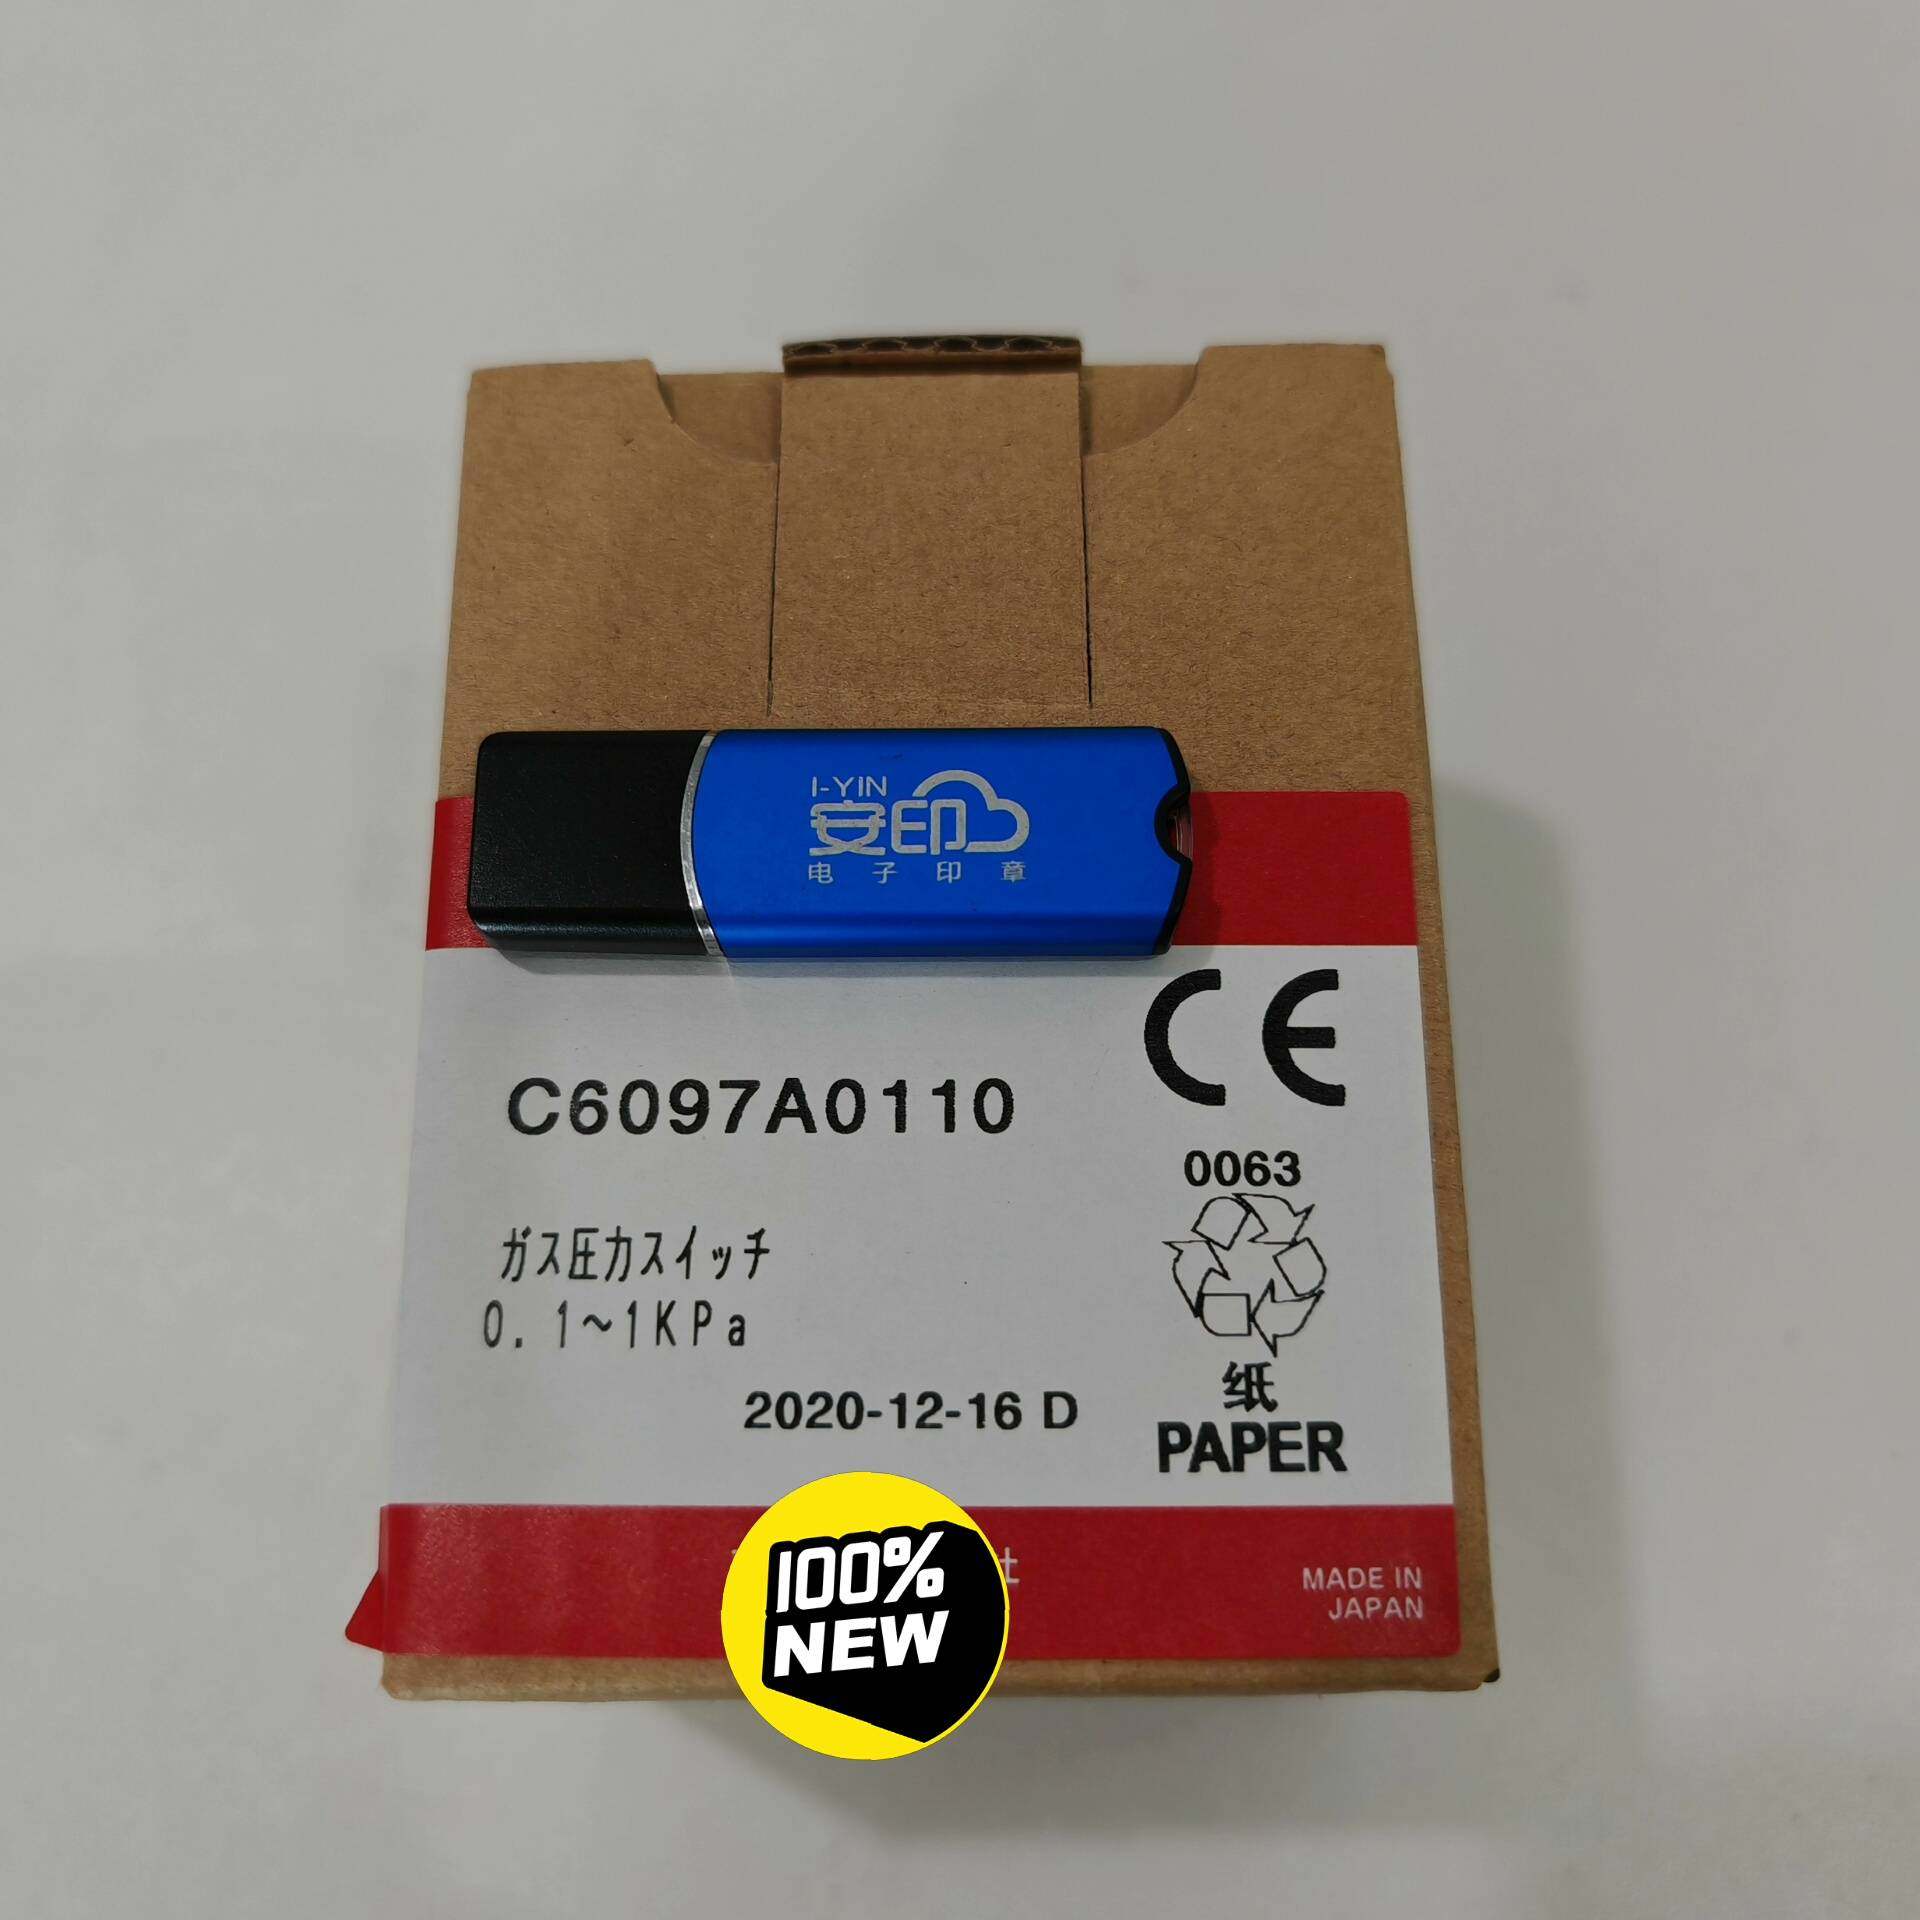 I-YIN
安印
电子印章
CE
C6097A0110
0063
ガス圧力スイッチ
0.1~1KPa
纸
2020-12-16 D
PAPER
100%
NEW
MADE IN
JAPAN